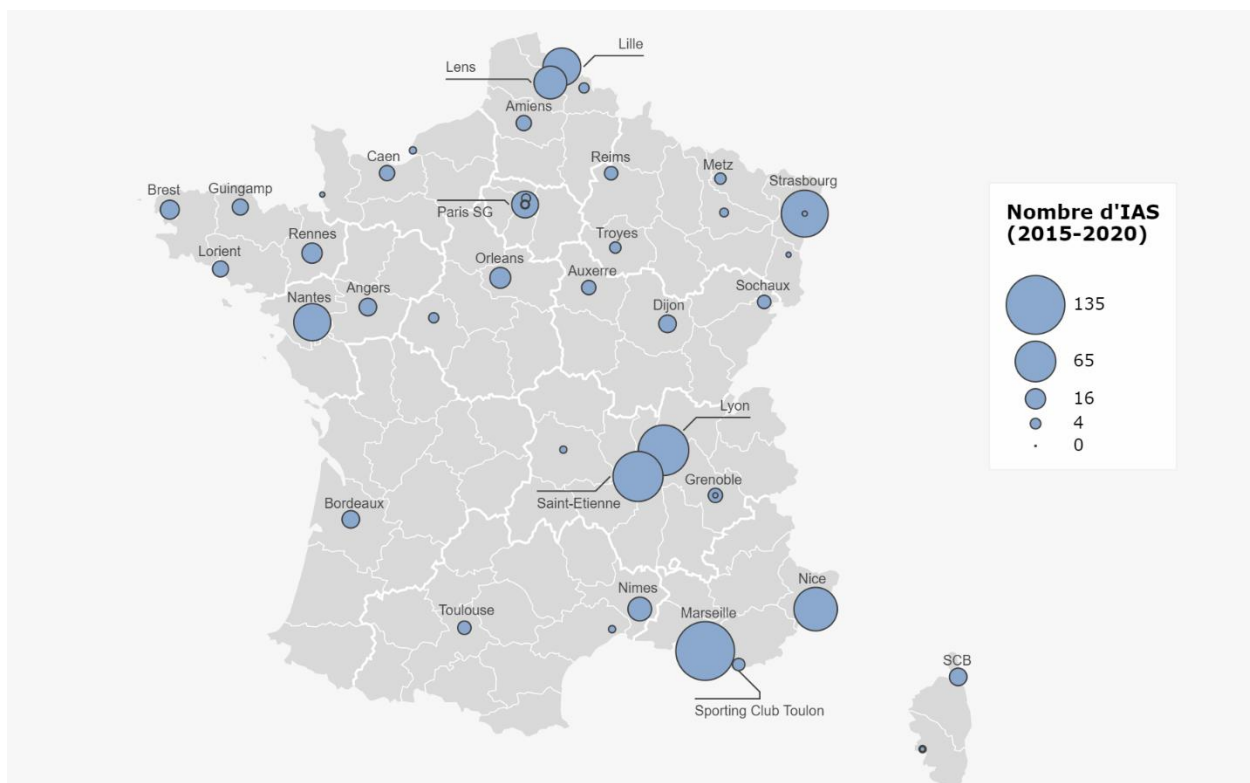 Lille
Lens
Amiens
Caen
Reims
Metz
Strasbourg
Brest
Guingamp
Paris SG
Rennes
Troyes
Lorient
Orleans
Auxerre
Nantes
Angers
Sochaux
Dijon
Lyon
Grenoble
Saint-Etienne
Bordeaux
Nimes
Nice
Toulouse
Marseille
SCB
Sporting Club Toulon
Nombre d'IAS
(2015-2020)
135
65
16
4
0